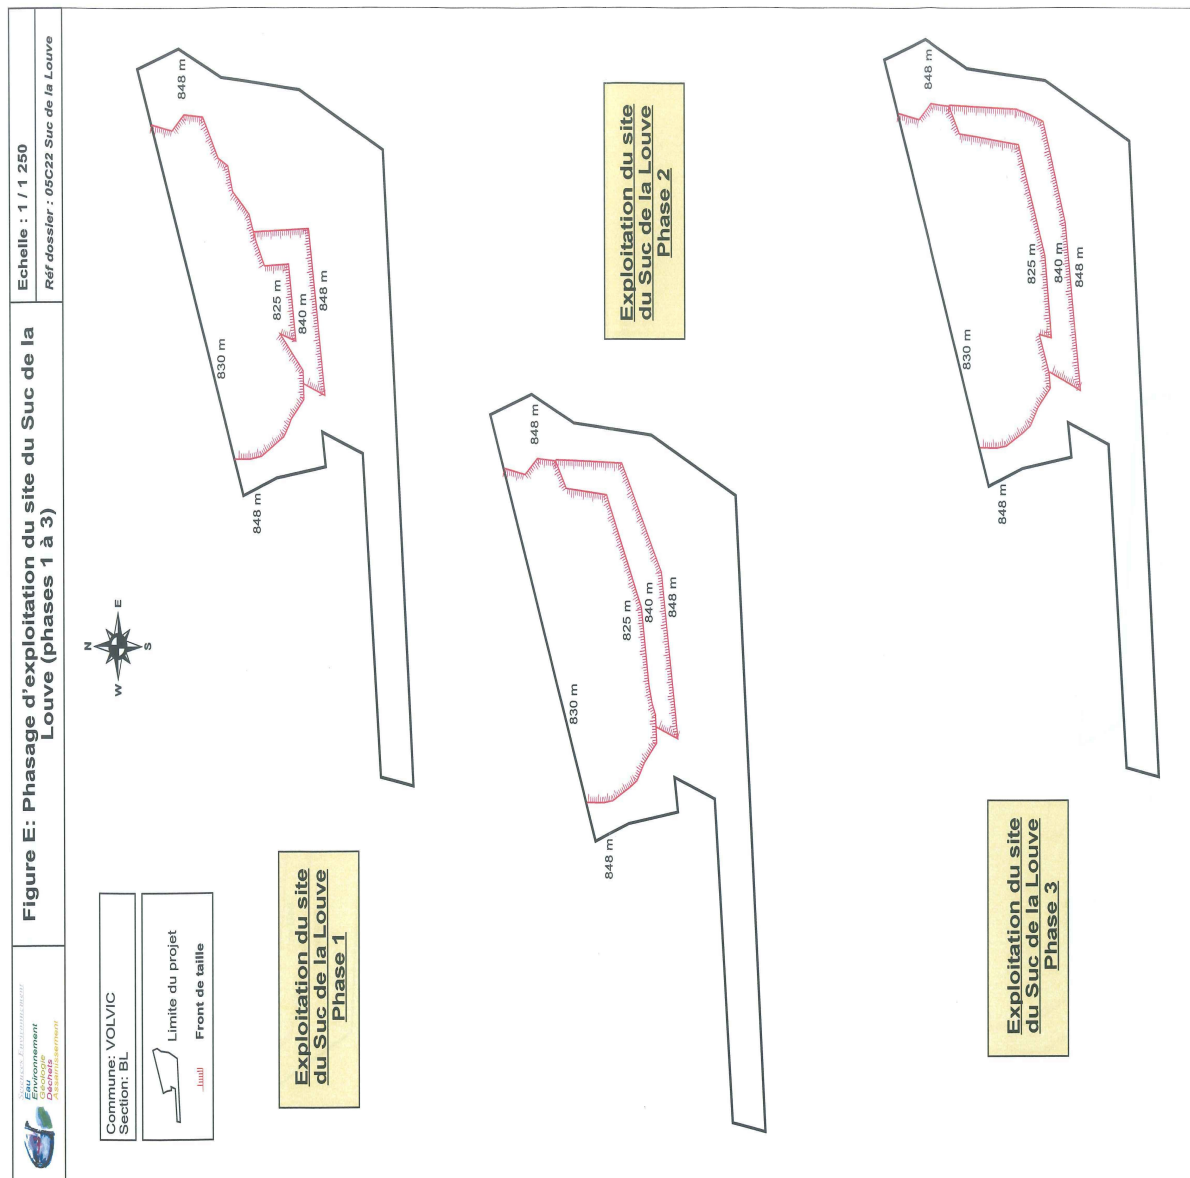 Eau
Environnement
Géologie
Déchets
Assainissement
Figure E: Phasage d'exploitation du site du Suc de la
Louve (phases 1 à 3)
Echelle : 1 / 1 250
Réf dossier : 05C22 Suc de la Louve
Commune: VOLVIC
Section: BL
Limite du projet
Front de taille
N
W
E
S
Exploitation du site
du Suc de la Louve
Phase 1
848 m
830 m
825 m
840 m
848 m
848 m
Exploitation du site
du Suc de la Louve
Phase 2
848 m
830 m
825 m
840 m
848 m
848 m
Exploitation du site
du Suc de la Louve
Phase 3
848 m
830 m
825 m
840 m
848 m
848 m